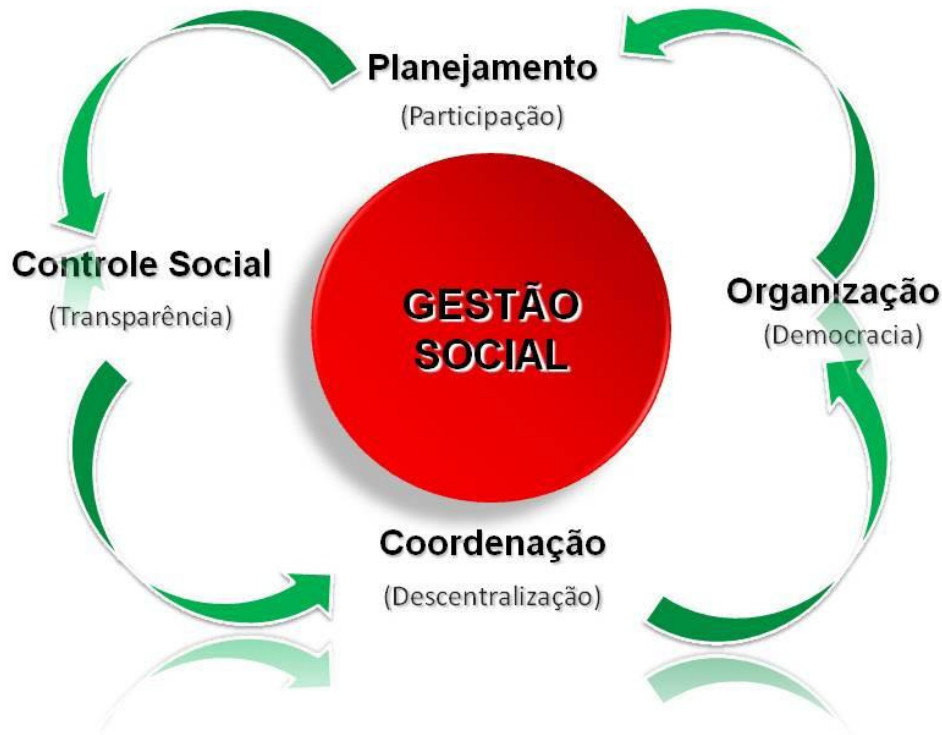 Planejamento
(Participação)
Controle Social
(Transparência)
GESTÃO
SOCIAL
Organização
(Democracia)
Coordenação
(Descentralização)